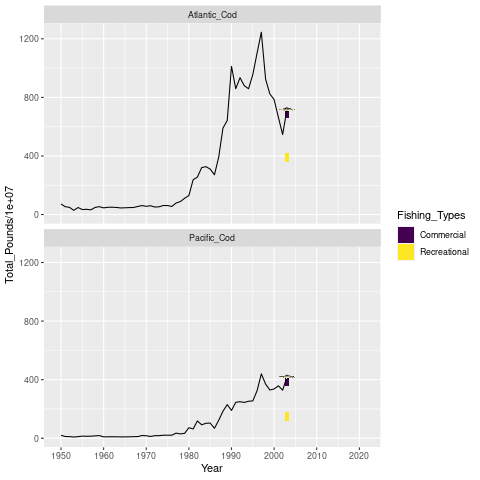 Atlantic_Cod
1200
800
400
0
Pacific_Cod
1200
800
400
0
1950 1960 1970 1980 1990 2000 2010 2020
Year
Total_Pounds/1e+07
Fishing_Types
Commercial
Recreational